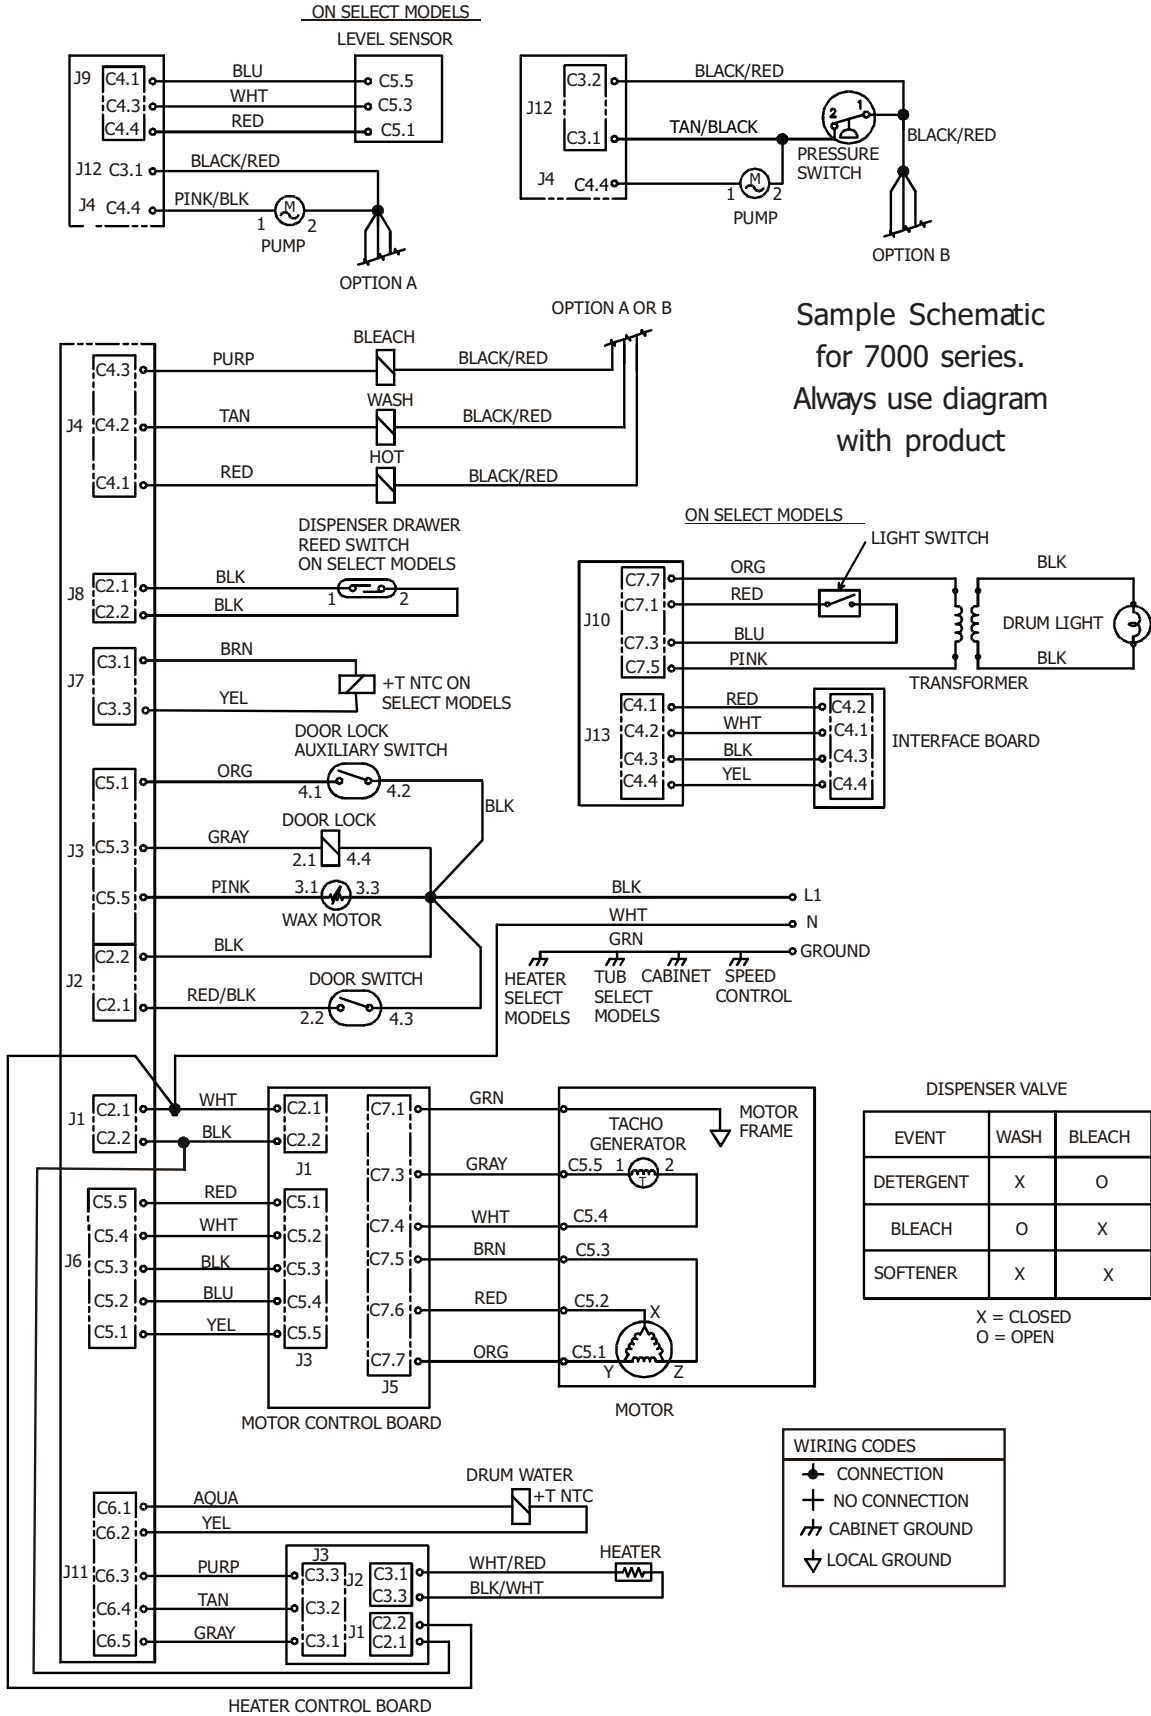 ON SELECT MODELS
LEVEL SENSOR
J9 C4.1 BLU C5.5
C4.3 WHT C5.3
C4.4 RED C5.1
J12 C3.1 BLACK/RED
J4 C4.4 PINK/BLK M
1 2
PUMP
OPTION A
C3.2 BLACK/RED
J12
2 1
C3.1 TAN/BLACK BLACK/RED
PRESSURE
SWITCH
J4 C4.4 M
1 2
PUMP
OPTION B
Sample Schematic
for 7000 series.
Always use diagram
with product
OPTION A OR B
BLEACH
C4.3 PURP BLACK/RED
WASH
J4 C4.2 TAN BLACK/RED
HOT
C4.1 RED BLACK/RED
DISPENSER DRAWER
REED SWITCH
ON SELECT MODELS
J8 C2.1 BLK 1 2
C2.2 BLK
J7 C3.1 BRN
+T NTC ON
SELECT MODELS
C3.3 YEL
DOOR LOCK
AUXILIARY SWITCH
C5.1 ORG 4.1 4.2
BLK
DOOR LOCK
J3 C5.3 GRAY 2.1 4.4
C5.5 PINK 3.1 3.3 BLK L1
WAX MOTOR
WHT N
GRN GROUND
J2 C2.2 BLK
DOOR SWITCH
C2.1 RED/BLK 2.2 4.3
HEATER
SELECT
MODELS
TUB
SELECT
MODELS
CABINET
SPEED
CONTROL
ON SELECT MODELS
LIGHT SWITCH
J10 C7.7 ORG BLK
C7.1 RED
DRUM LIGHT
C7.3 BLU
C7.5 PINK BLK
TRANSFORMER
J13 C4.1 RED C4.2
C4.2 WHT C4.1
INTERFACE BOARD
C4.3 BLK C4.3
C4.4 YEL C4.4
J1 C2.1 WHT C2.1
C2.2 BLK C2.2
J1
J6 C5.5 RED C5.1
C5.4 WHT C5.2
C5.3 BLK C5.3
C5.2 BLU C5.4
C5.1 YEL C5.5
J3
C7.1 GRN
MOTOR
FRAME
TACHO
GENERATOR
C7.3 GRAY C5.5 1 T 2
C7.4 WHT C5.4
C7.5 BRN C5.3
C7.6 RED C5.2 X
C7.7 ORG C5.1 Y Z
J5
MOTOR CONTROL BOARD
MOTOR
DISPENSER VALVE
EVENT WASH BLEACH
DETERGENT X O
BLEACH O X
SOFTENER X X
X = CLOSED
O = OPEN
WIRING CODES
CONNECTION
NO CONNECTION
CABINET GROUND
LOCAL GROUND
DRUM WATER
+T NTC
C6.1 AQUA
C6.2 YEL
J11 C6.3 PURP C3.3
C6.4 TAN C3.2
C6.5 GRAY C3.1
J3
J2 C3.1 WHT/RED HEATER
C3.3 BLK/WHT
J1 C2.2
C2.1
HEATER CONTROL BOARD